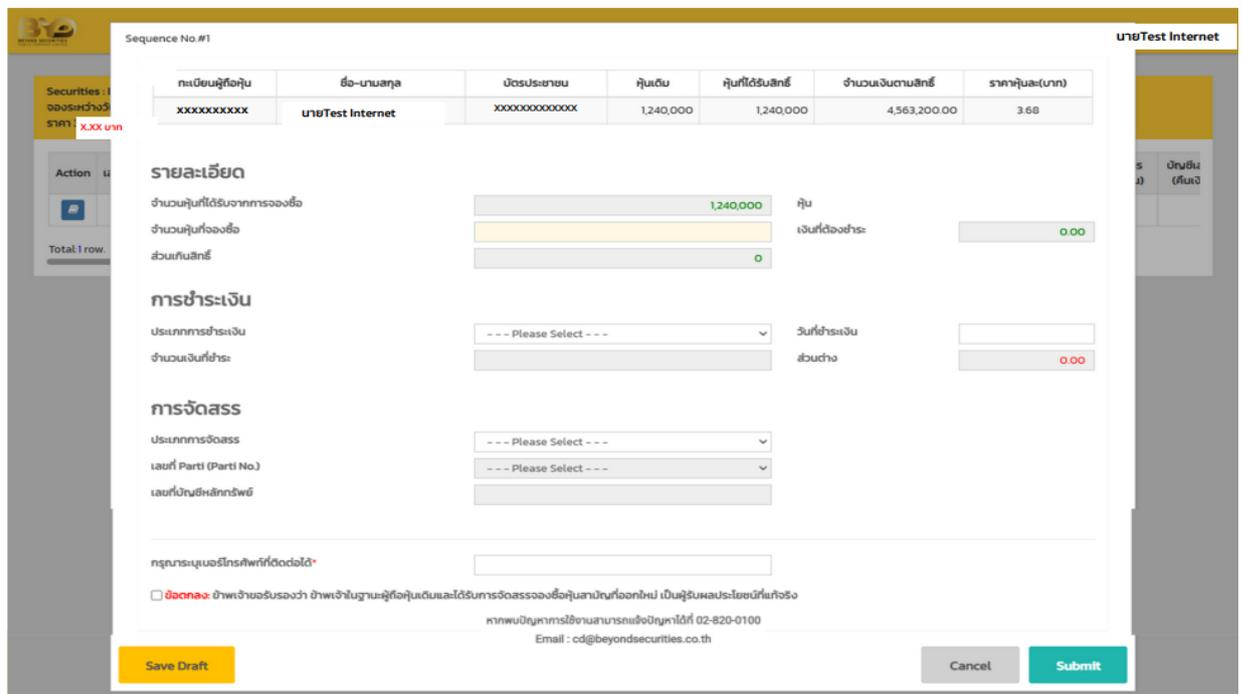 BYD
BEYOND SECURITIES
นายTest Internet
Sequence No.#1
Securities : I
จองระหว่างวั
ราคา :
X.XX บาท
ทะเบียนผู้ถือหุ้น ชื่อ-นามสกุล บัตรประชาชน หุ้นเดิม หุ้นที่ได้รับสิทธิ์ จำนวนเงินตามสิทธิ์ ราคาหุ้นละ(บาท)
xxxxxxxxxx นายTest Internet xxxxxxxxxxxxx 1,240,000 1,240,000 4,563,200.00 3.68
Action
Total:1 row.
บัญชีเล
(คืนเงิ
รายละเอียด
จำนวนหุ้นที่ได้รับจากการจองซื้อ 1,240,000 หุ้น
จำนวนหุ้นที่จองซื้อ เงินที่ต้องชำระ 0.00
ส่วนเกินสิทธิ์ 0
การชำระเงิน
ประเภทการชำระเงิน - - - Please Select - - - วันที่ชำระเงิน
จำนวนเงินที่ชำระ ส่วนต่าง 0.00
การจัดสรร
ประเภทการจัดสรร - - - Please Select - - -
เลขที่ Parti (Parti No.) - - - Please Select - - -
เลขที่บัญชีหลักทรัพย์
กรุณาระบุเบอร์โทรศัพท์ที่ติดต่อได้*
ข้อตกลง: ข้าพเจ้าขอรับรองว่า ข้าพเจ้าในฐานะผู้ถือหุ้นเดิมและได้รับการจัดสรรจองซื้อหุ้นสามัญที่ออกใหม่ เป็นผู้รับผลประโยชน์ที่แท้จริง
หากพบปัญหาการใช้งานสามารถแจ้งปัญหาได้ที่ 02-820-0100
Email : cd@beyondsecurities.co.th
Save Draft Cancel Submit